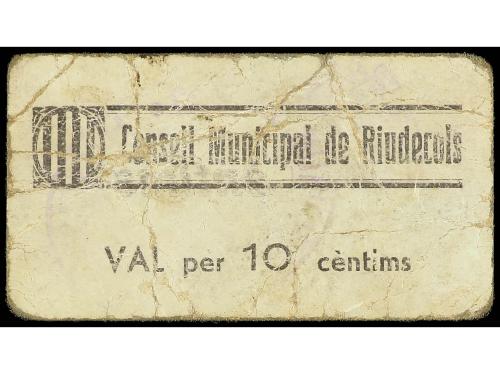 Consell Municipal de Riudecols
VAL per 10 cèntims